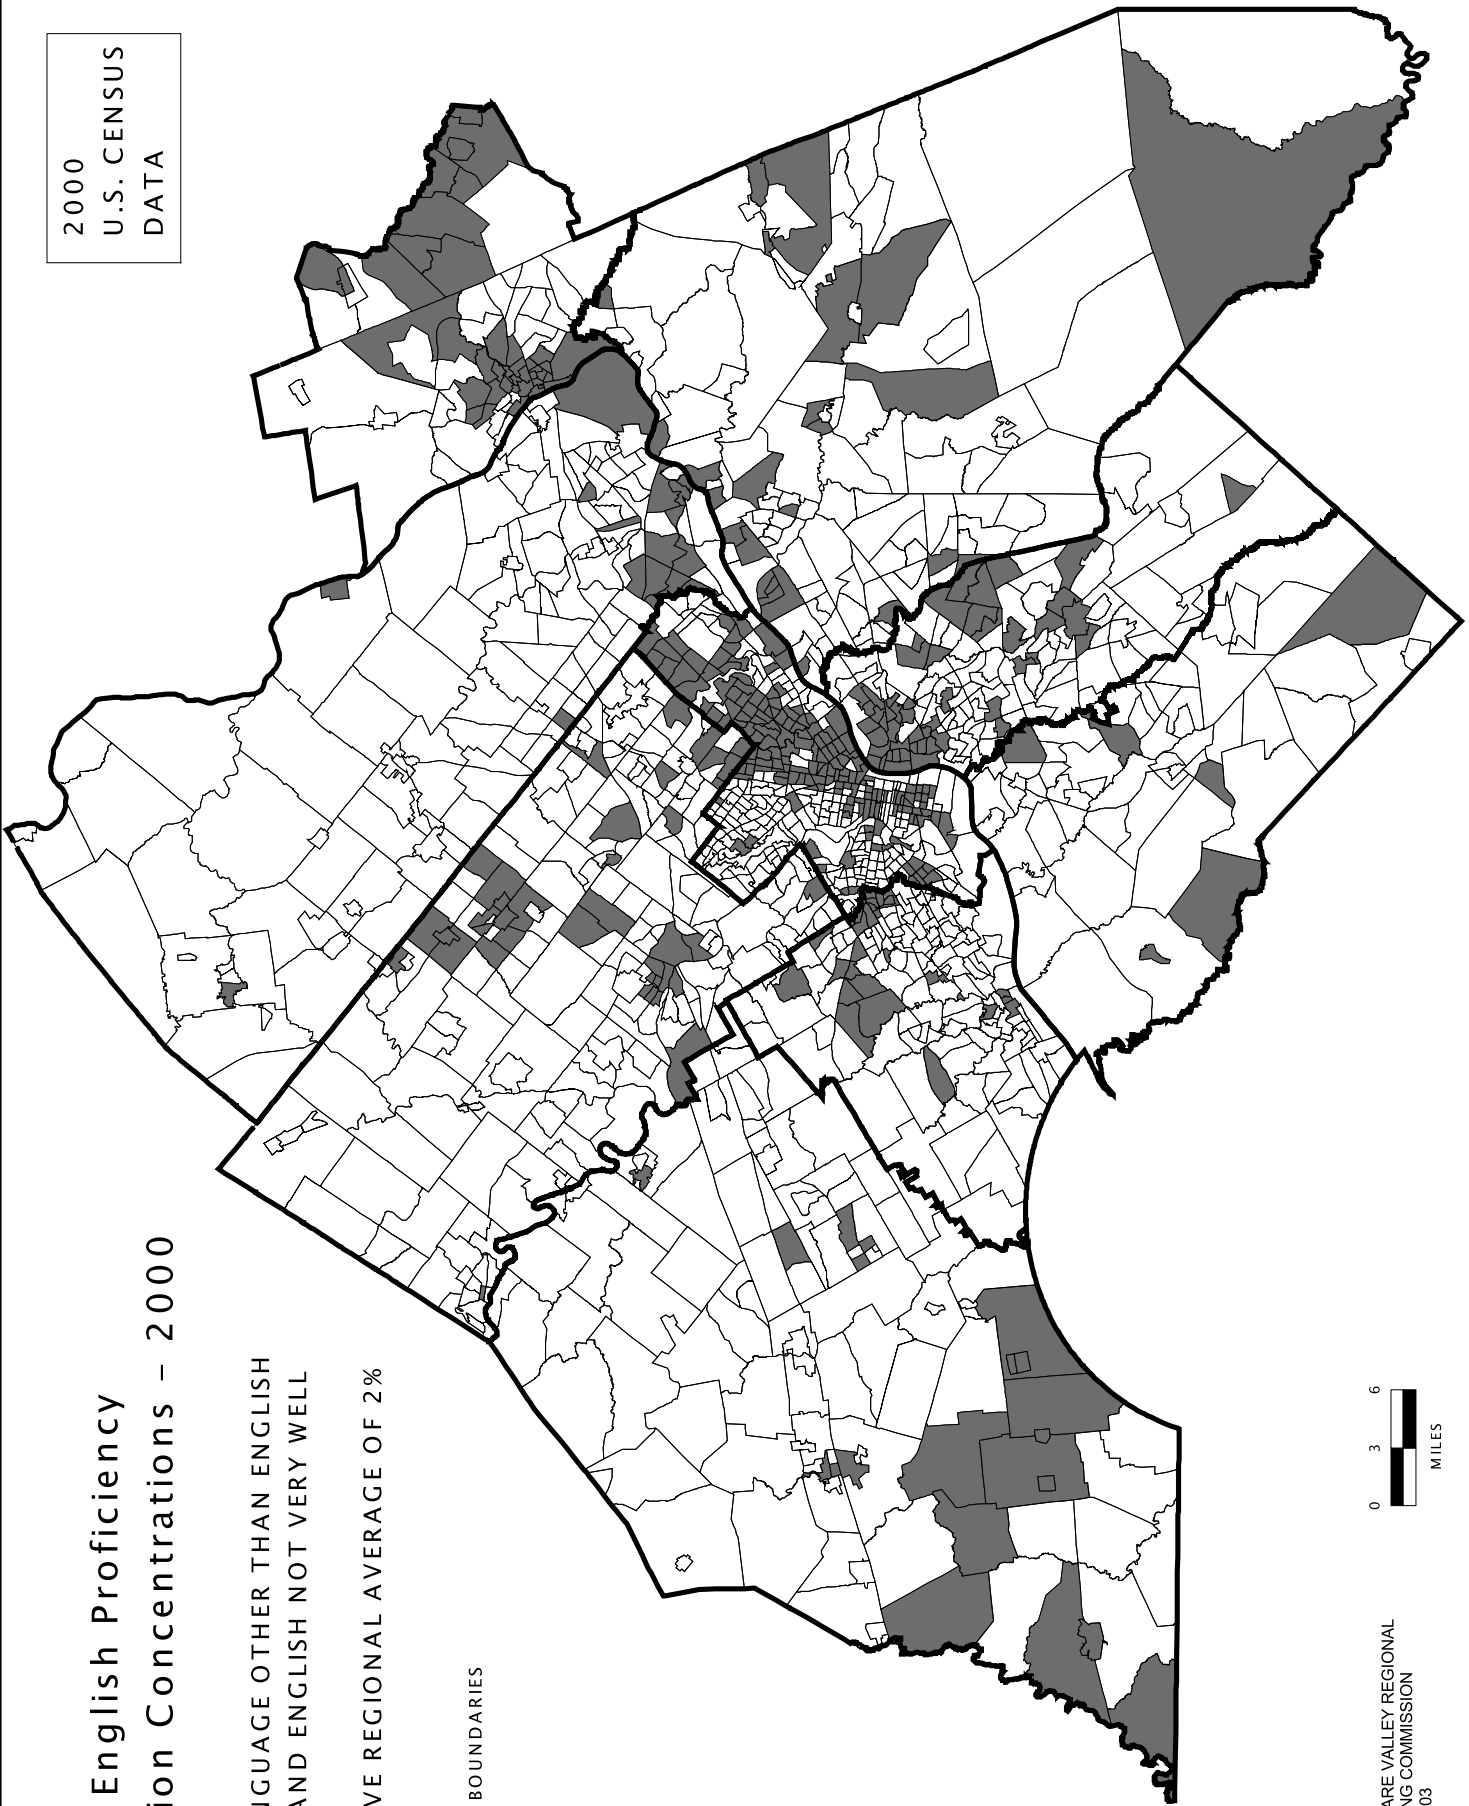 English Proficiency
ion Concentrations – 2000
NGUAGE OTHER THAN ENGLISH
AND ENGLISH NOT VERY WELL
VE REGIONAL AVERAGE OF 2%
BOUNDARIES
2000
U.S. CENSUS
DATA
0 3 6
MILES
ARE VALLEY REGIONAL
NG COMMISSION
03